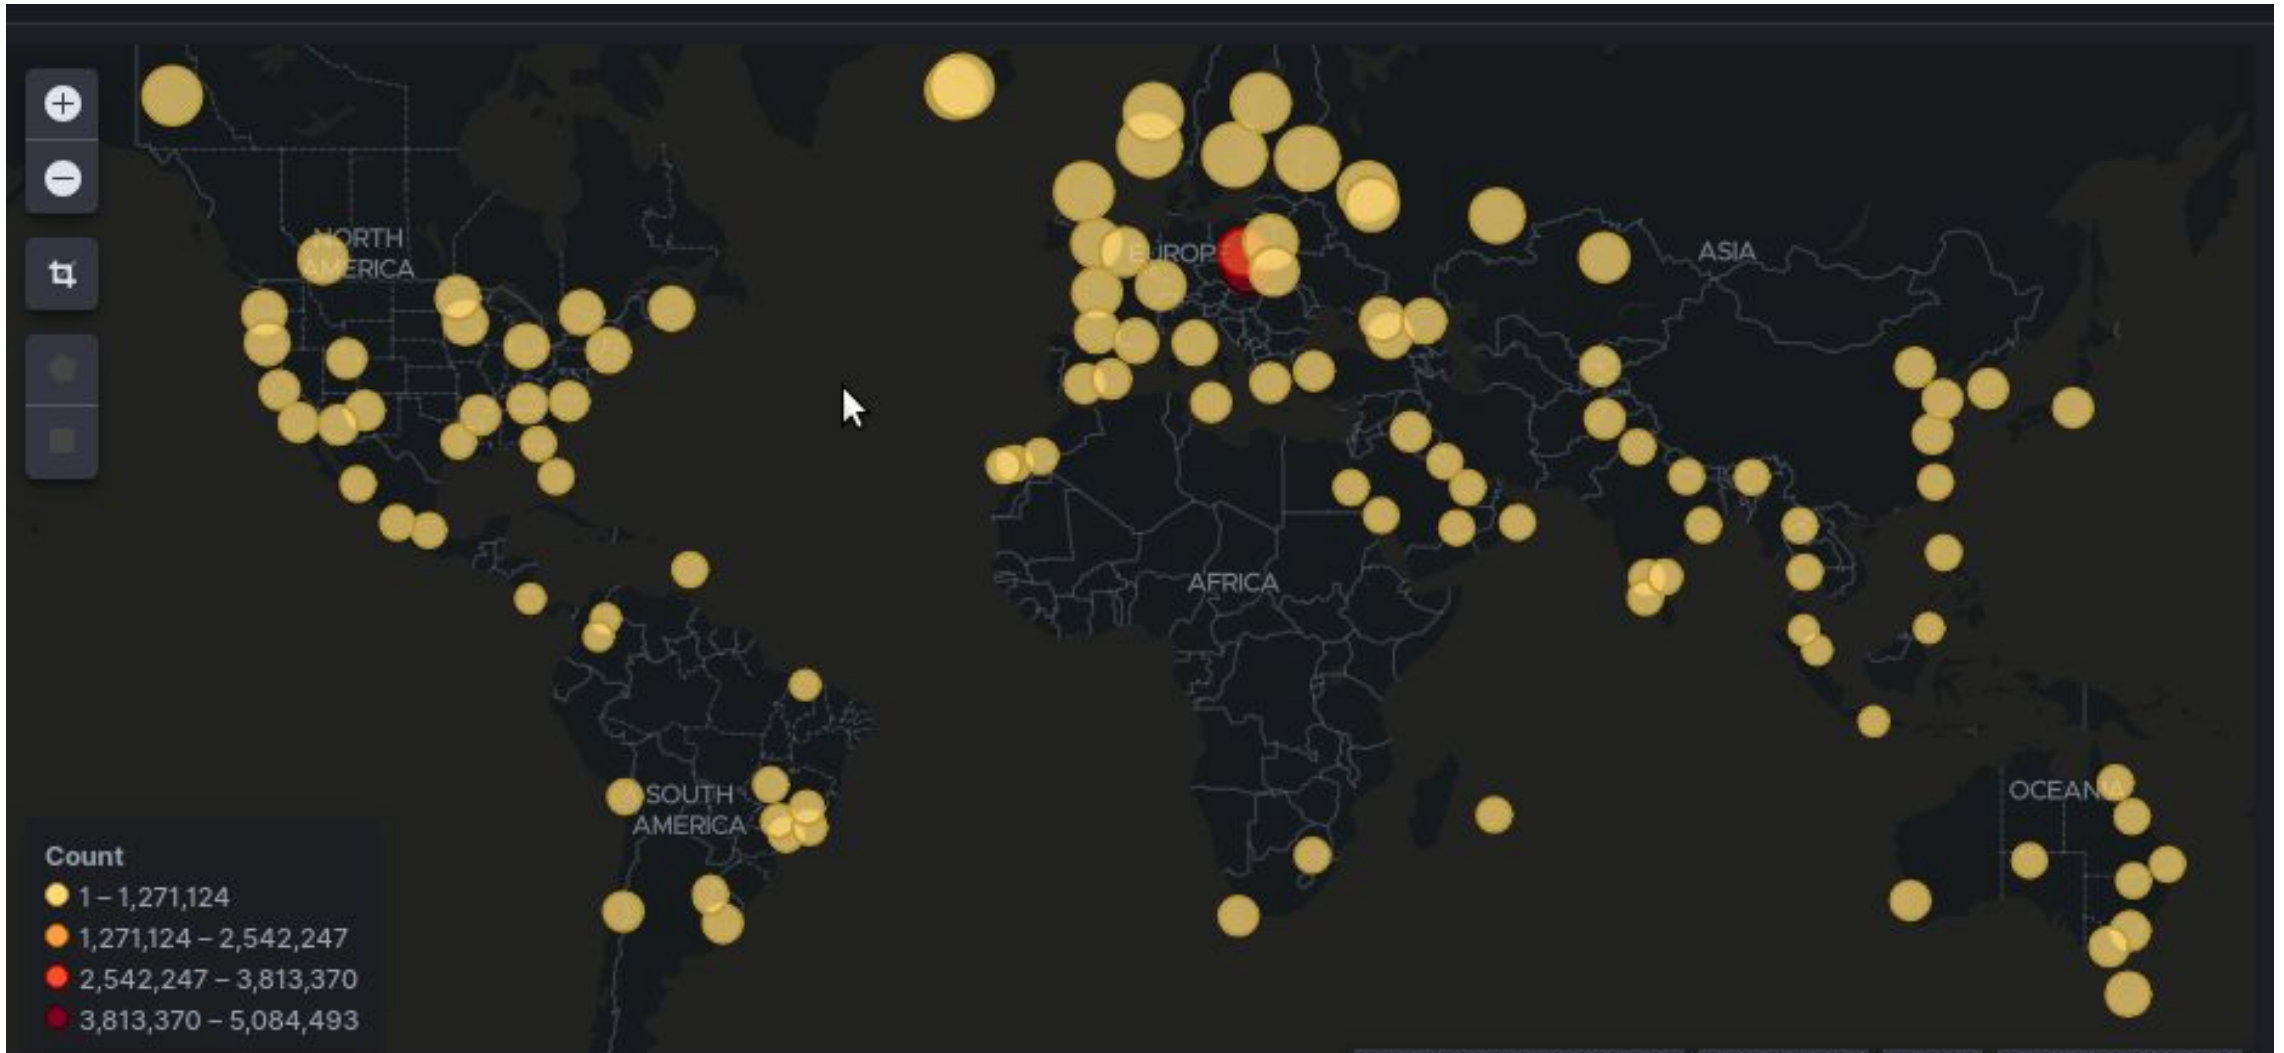 NORTH
AMERICA
EUROP
ASIA
AFRICA
SOUTH
AMERICA
OCEANIA
Count
1 – 1,271,124
1,271,124 – 2,542,247
2,542,247 – 3,813,370
3,813,370 – 5,084,493